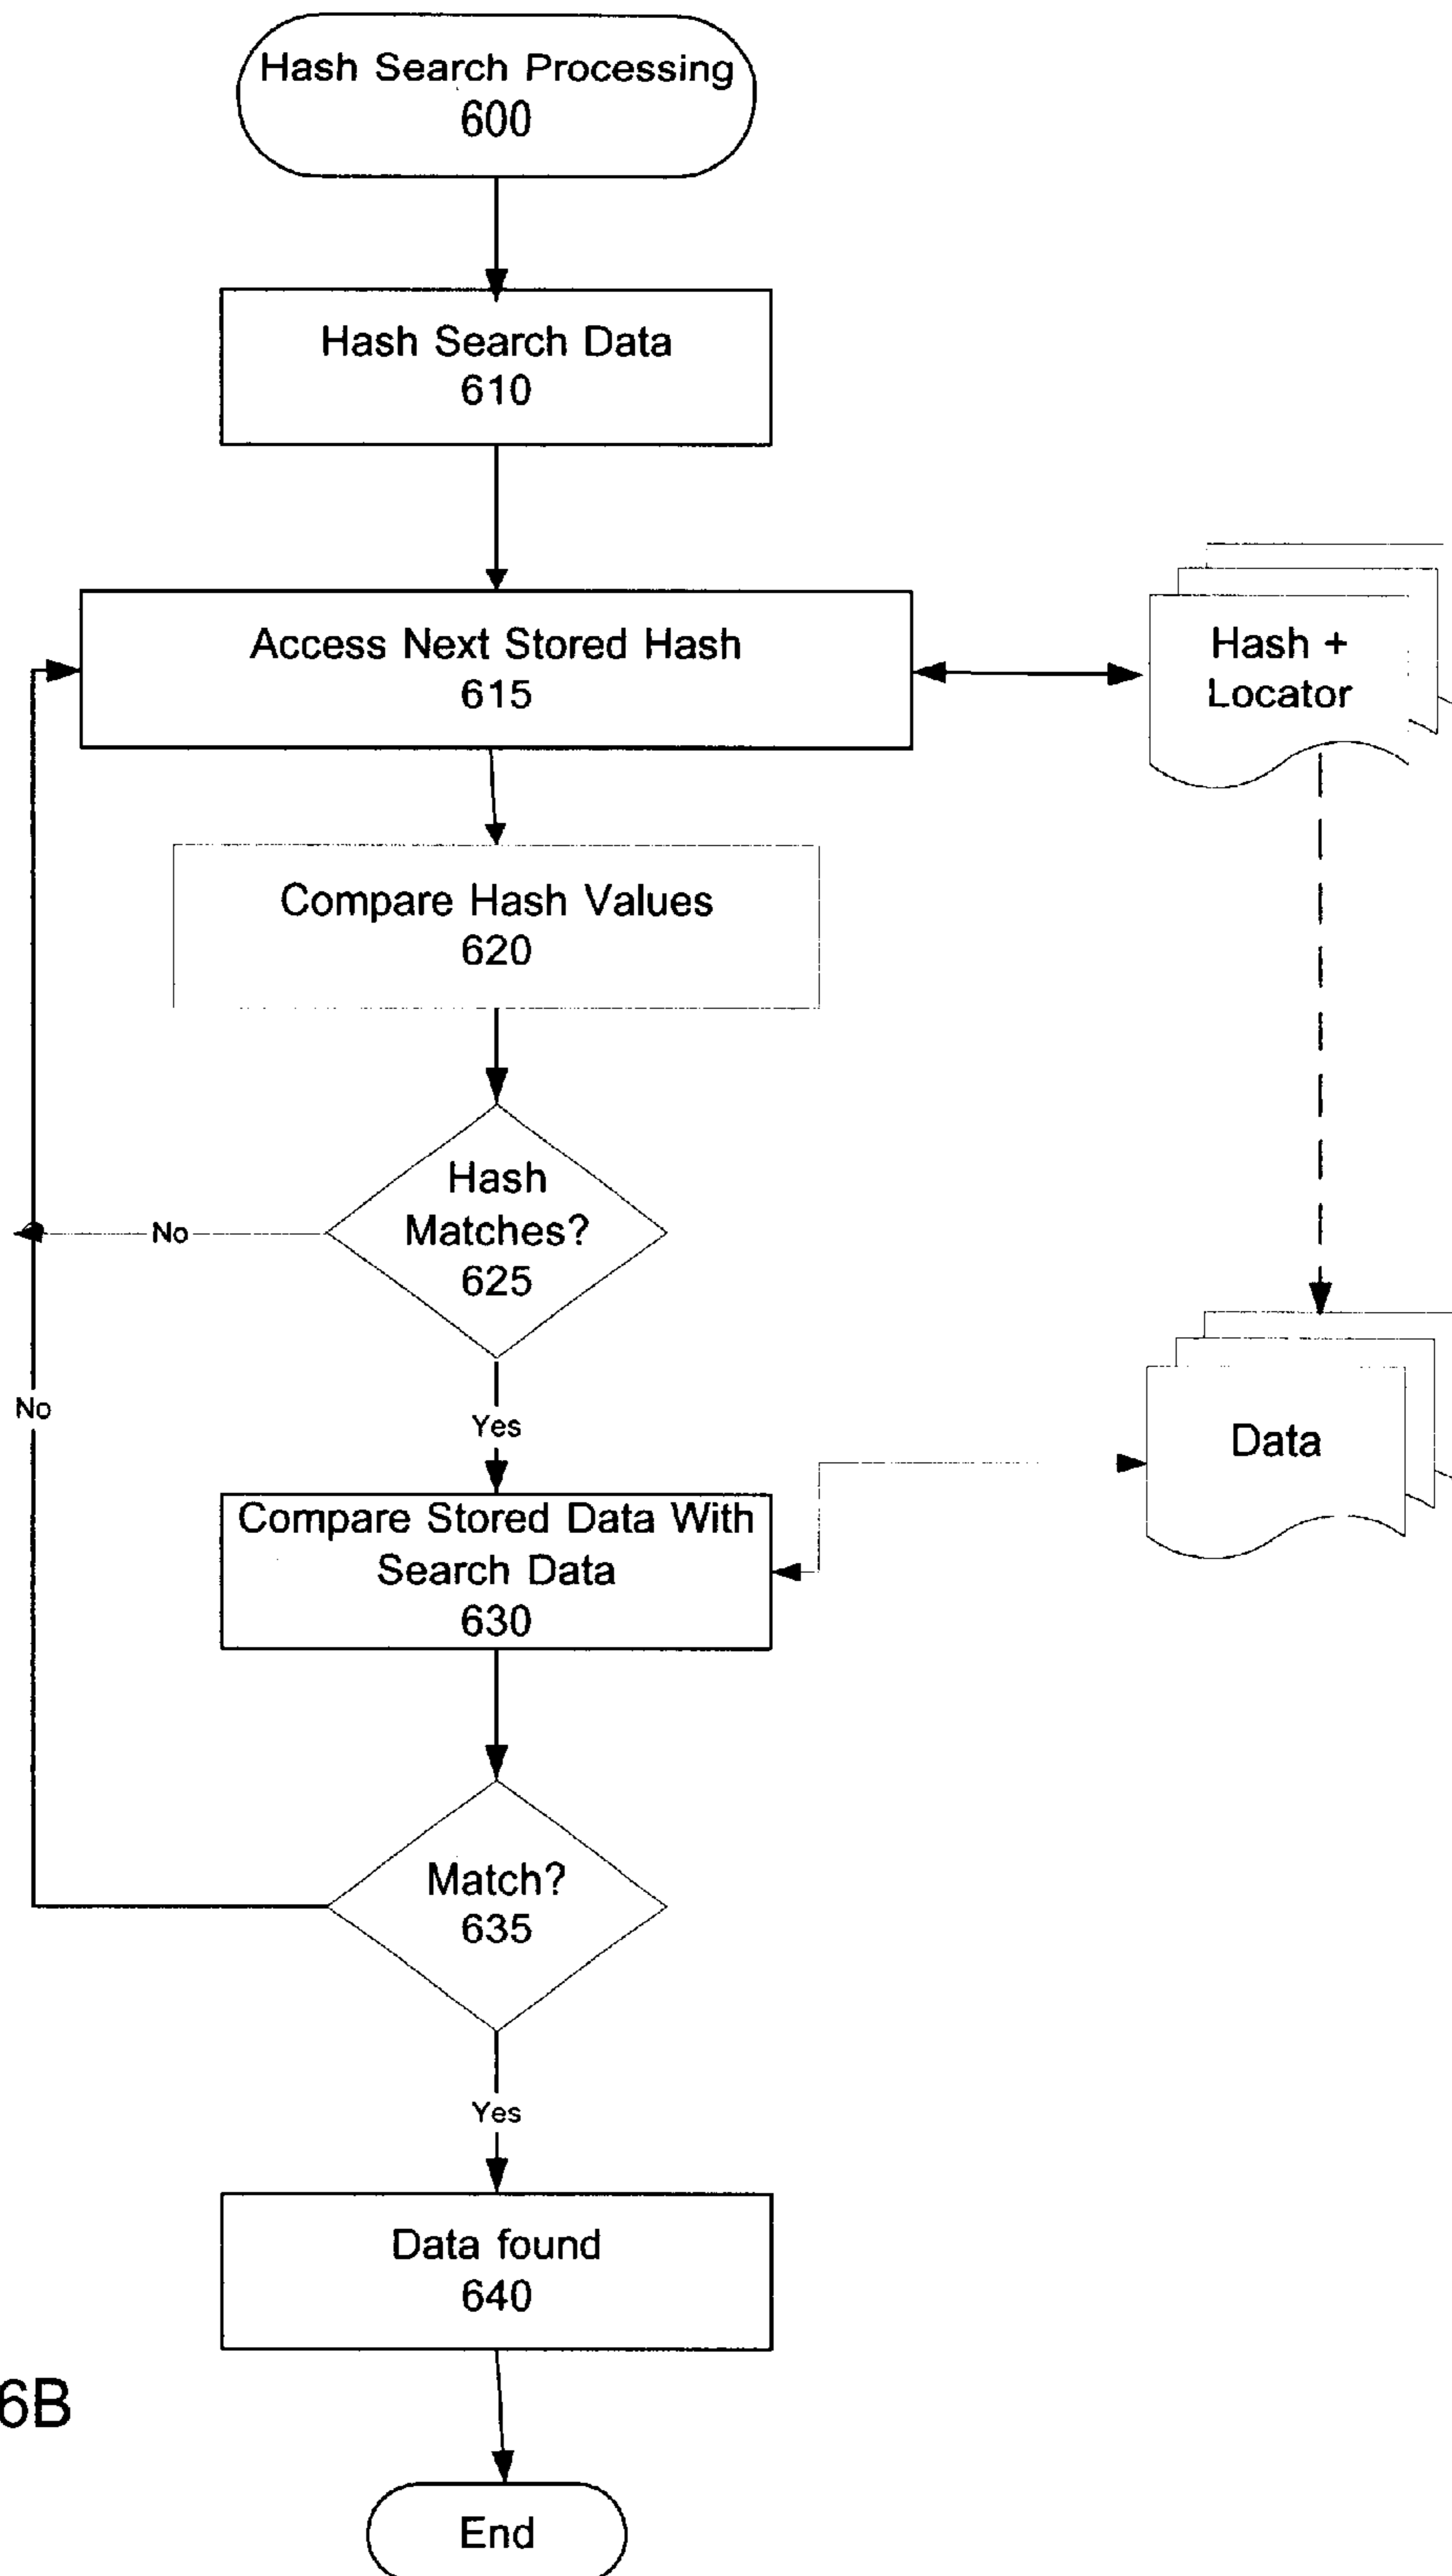 Hash Search Processing
600
Hash Search Data
610
Access Next Stored Hash
615
Hash +
Locator
Compare Hash Values
620
Hash
Matches?
625
No
No
Yes
Data
Compare Stored Data With
Search Data
630
Match?
635
Yes
Data found
640
6B
End